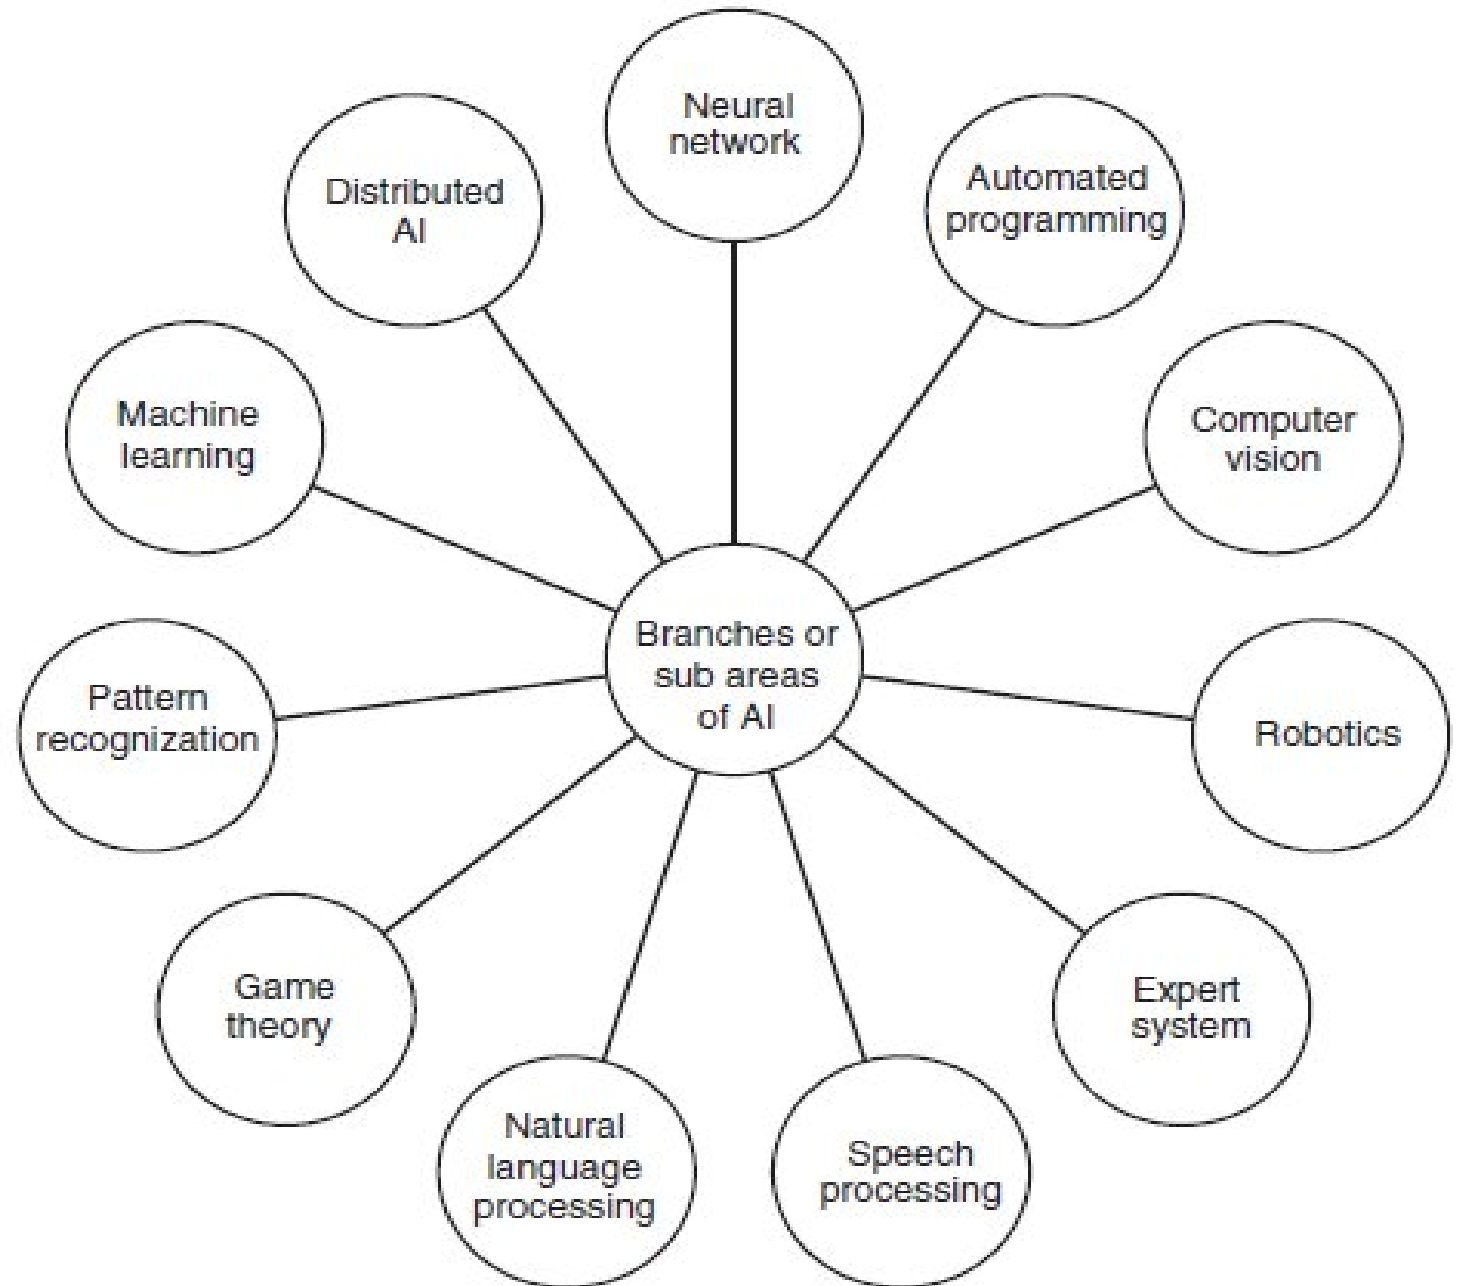 Neural
network
Automated
programming
Distributed
AI
Machine
learning
Computer
vision
Branches or
sub areas
of AI
Pattern
recognization
Robotics
Game
theory
Expert
system
Natural
language
processing
Speech
processing